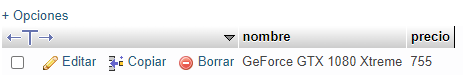 + Opciones
nombre precio
Editar Copiar Borrar GeForce GTX 1080 Xtreme 755